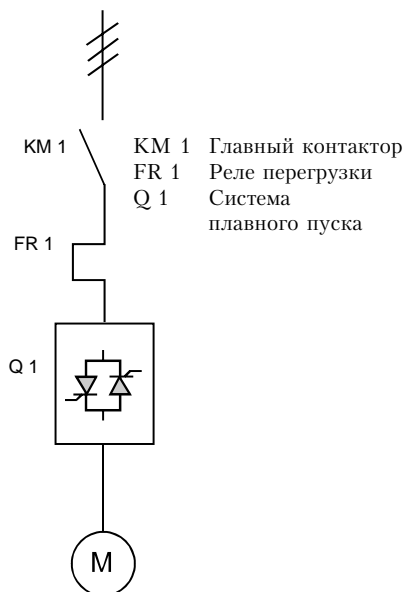 KM 1
KM 1 Главный контактор
FR 1 Реле перегрузки
Q 1 Система
плавного пуска
FR 1
Q 1
M